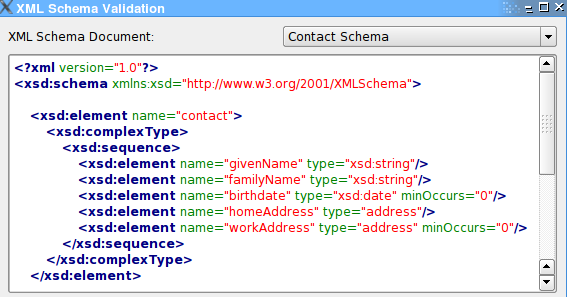 XML Schema Validation
XML Schema Document: Contact Schema
<?xml version="1.0"?>
<xsd:schema xmlns:xsd="http://www.w3.org/2001/XMLSchema">
<xsd:element name="contact">
<xsd:complexType>
<xsd:sequence>
<xsd:element name="givenName" type="xsd:string"/>
<xsd:element name="familyName" type="xsd:string"/>
<xsd:element name="birthdate" type="xsd:date" minOccurs="0"/>
<xsd:element name="homeAddress" type="address"/>
<xsd:element name="workAddress" type="address" minOccurs="0"/>
</xsd:sequence>
</xsd:complexType>
</xsd:element>